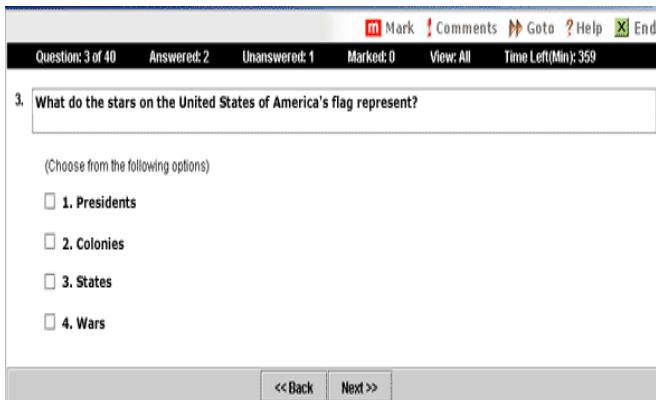 m Mark ! Comments Goto ? Help X End
Question: 3 of 40 Answered: 2 Unanswered: 1 Marked: 0 View: All Time Left(Min): 359
3. What do the stars on the United States of America's flag represent?
(Choose from the following options)
1. Presidents
2. Colonies
3. States
4. Wars
<< Back Next >>